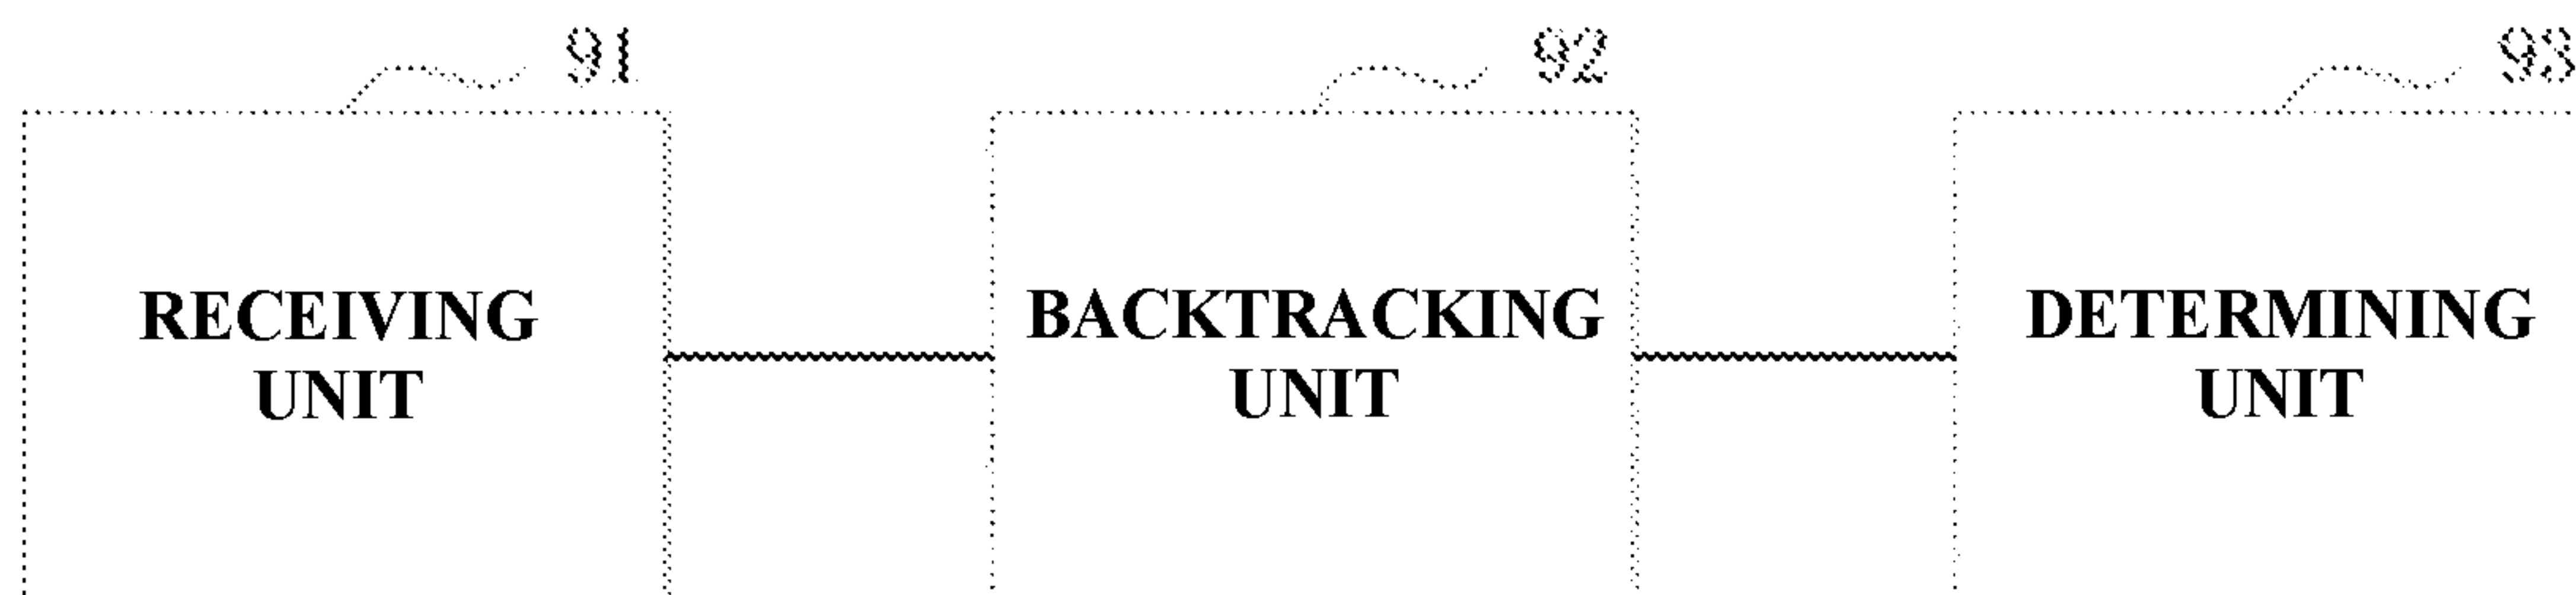 91
92
93
RECEIVING
UNIT
BACKTRACKING
UNIT
DETERMINING
UNIT